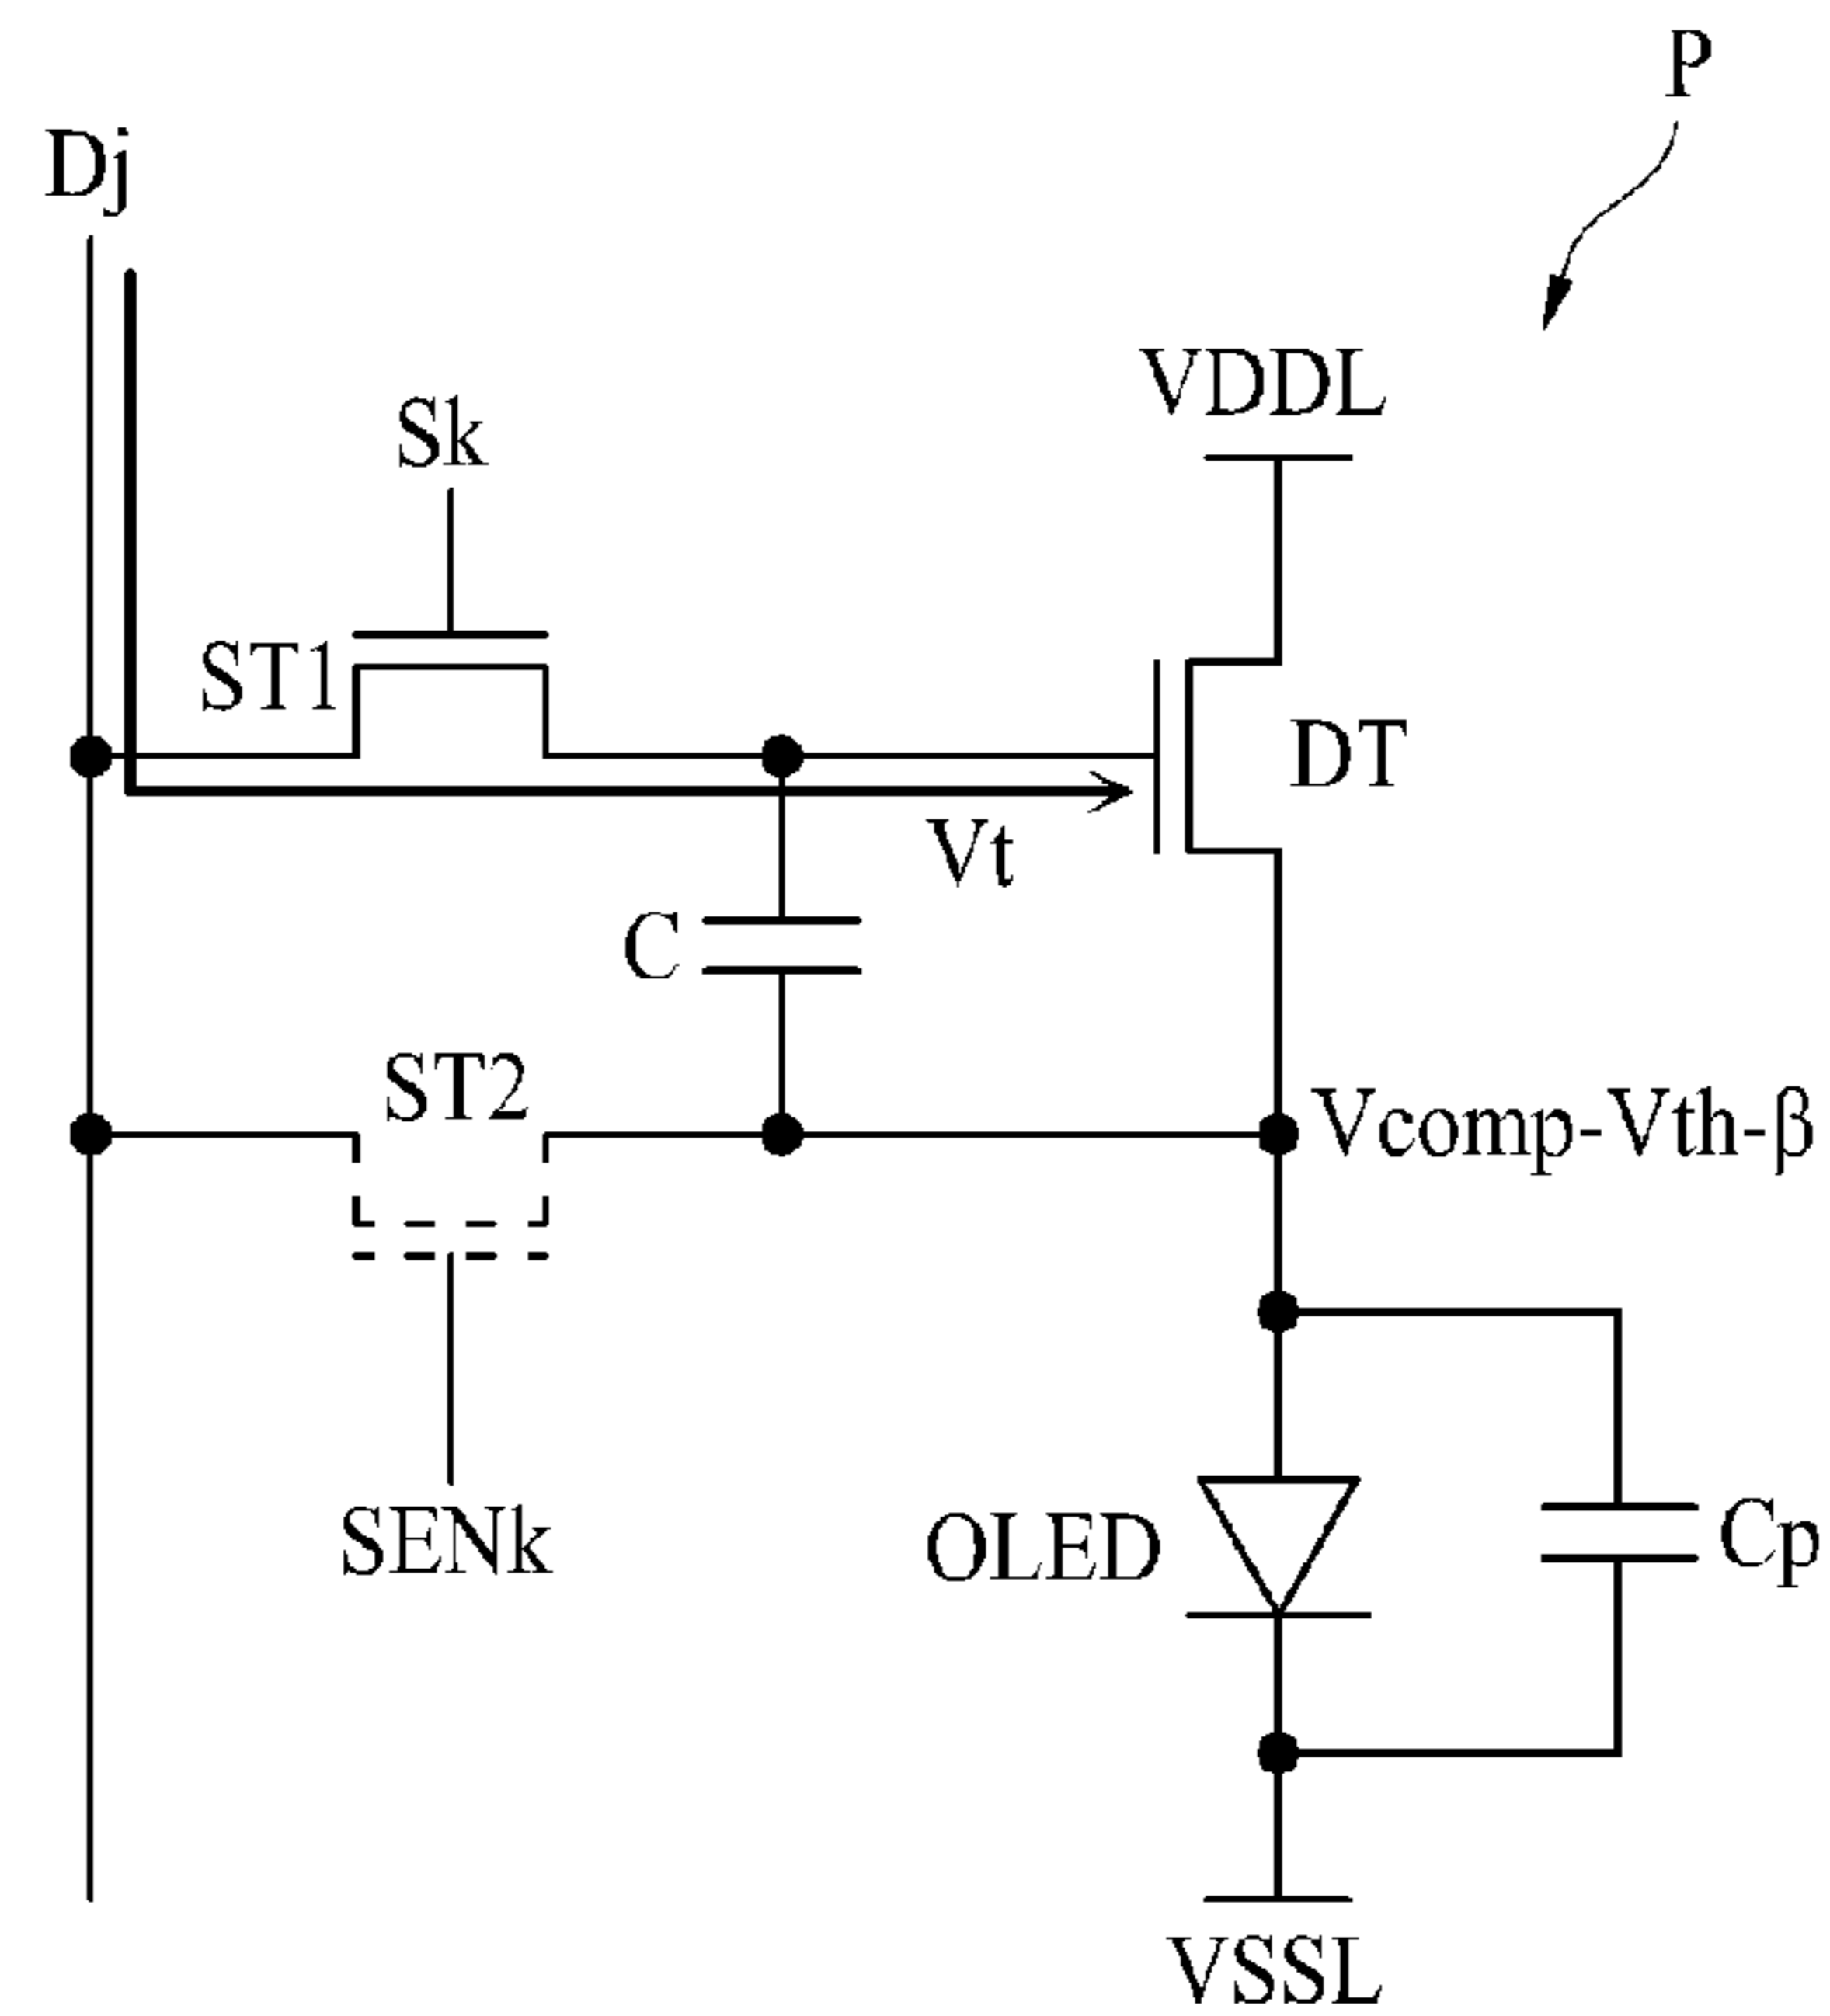 P
Dj
VDDL
Sk
ST1
DT
Vt
C
ST2
Vcomp-Vth-β
SENk
OLED
Cp
VSSL